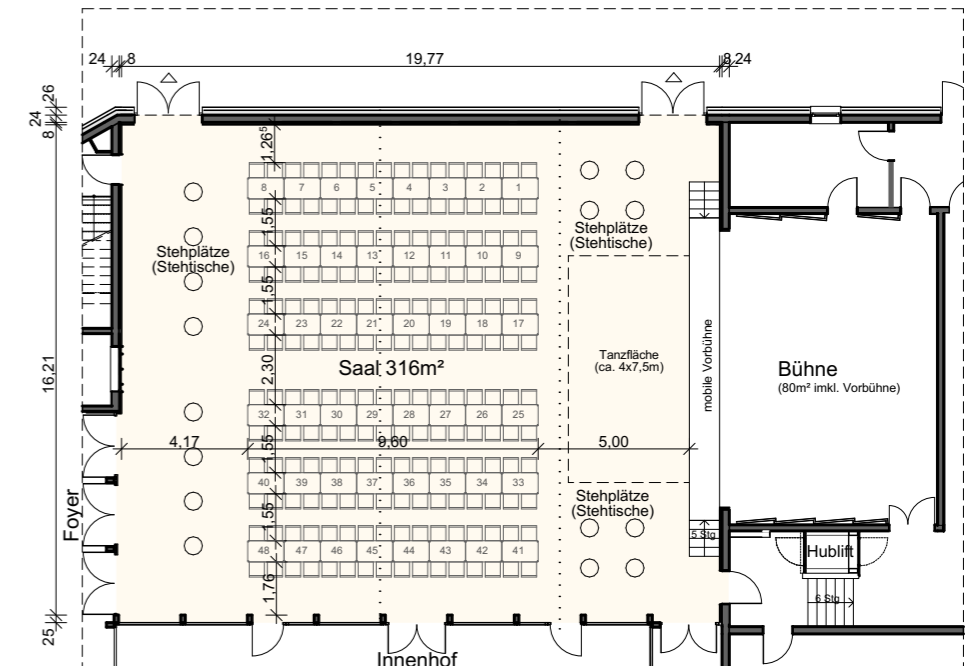 24
8
19,77
8
24
26
24
8
1,26⁵
8 7 6 5 4 3 2 1
1,55
Stehplätze
(Stehtische)
Stehplätze
(Stehtische)
16 15 14 13 12 11 10 9
1,55
24 23 22 21 20 19 18 17
Saal 316m²
2,30
Tanzfläche
(ca. 4x7,5m)
mobile Vorbühne
Bühne
(80m² imkl. Vorbühne)
16,21
32 31 30 29 28 27 26 25
4,17
9,60
5,00
1,55
40 39 38 37 36 35 34 33
Stehplätze
(Stehtische)
1,55
Foyer
48 47 46 45 44 43 42 41
5 Stg
Hublift
1,76
6 Stg
25
Innenhof